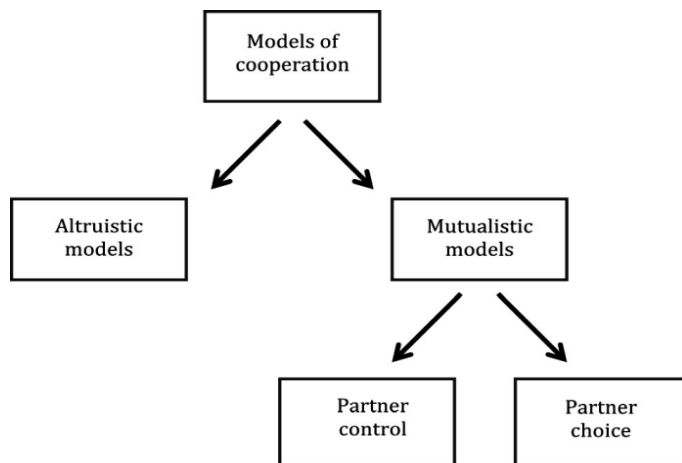 Models of
cooperation
Altruistic
models
Mutualistic
models
Partner
control
Partner
choice